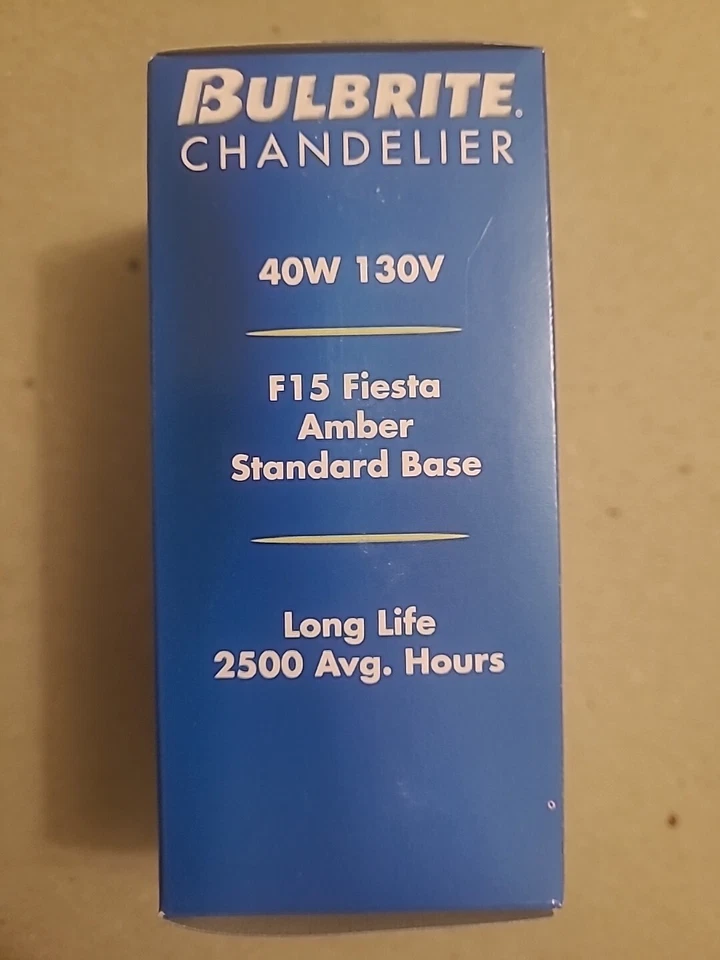 BULBRITE®
CHANDELIER
40W 130V
F15 Fiesta
Amber
Standard Base
Long Life
2500 Avg. Hours